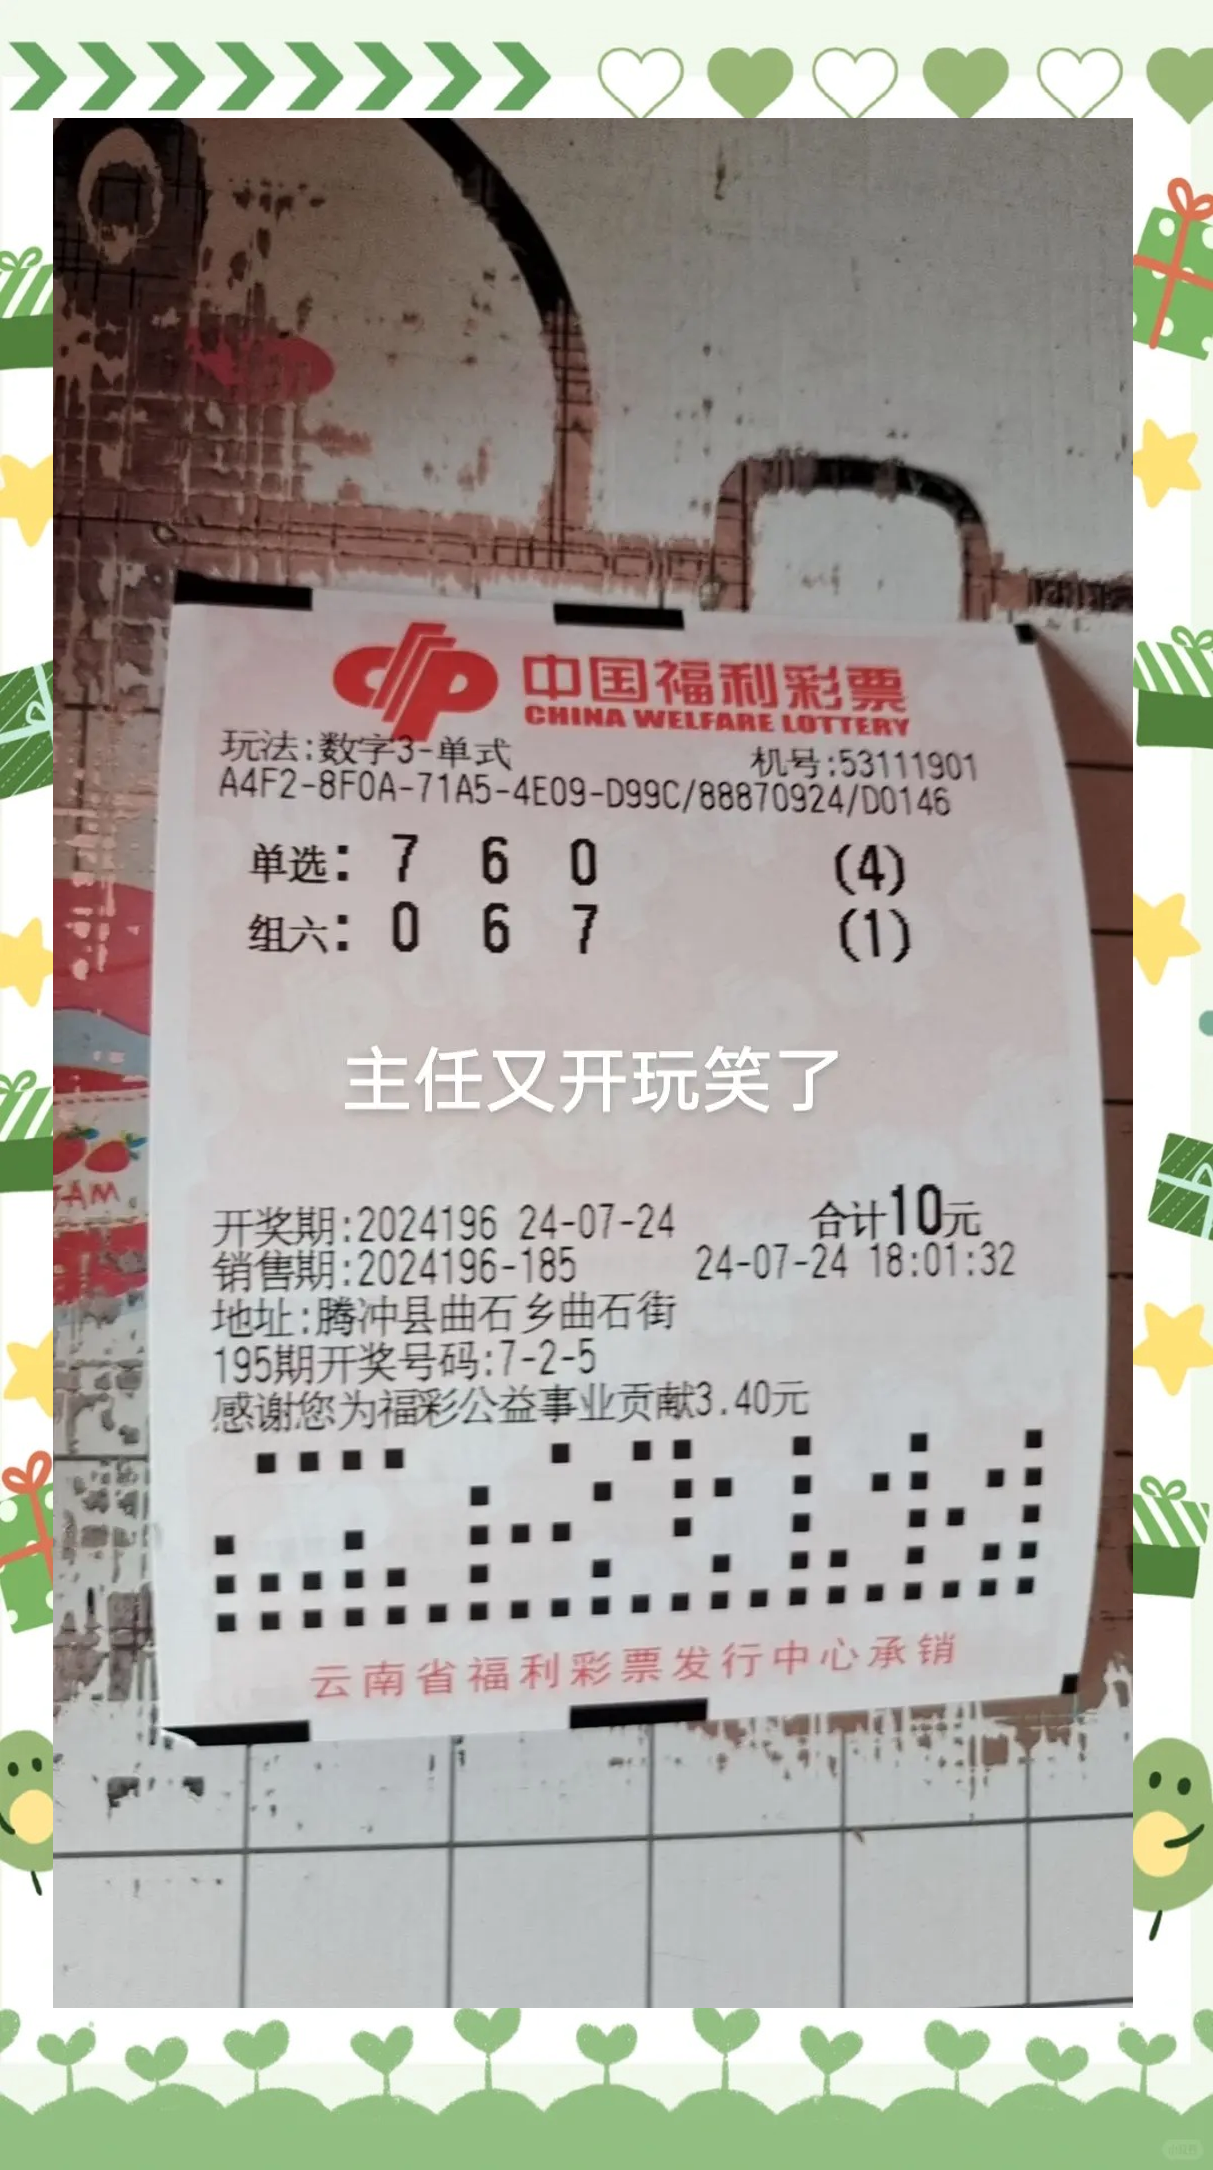 中国福利彩票
CHINA WELFARE LOTTERY
玩法:数字3-单式 机号:53111901
A4F2-8F0A-71A5-4E09-D99C/88870924/D0146
单选: 7 6 0 (4)
组六: 0 6 7 (1)
主任又开玩笑了
开奖期:2024196 24-07-24 合计10元
销售期:2024196-185 24-07-24 18:01:32
地址:腾冲县曲石乡曲石街
195期开奖号码:7-2-5
感谢您为福彩公益事业贡献3.40元
云南省福利彩票发行中心承销
TAM
小红书